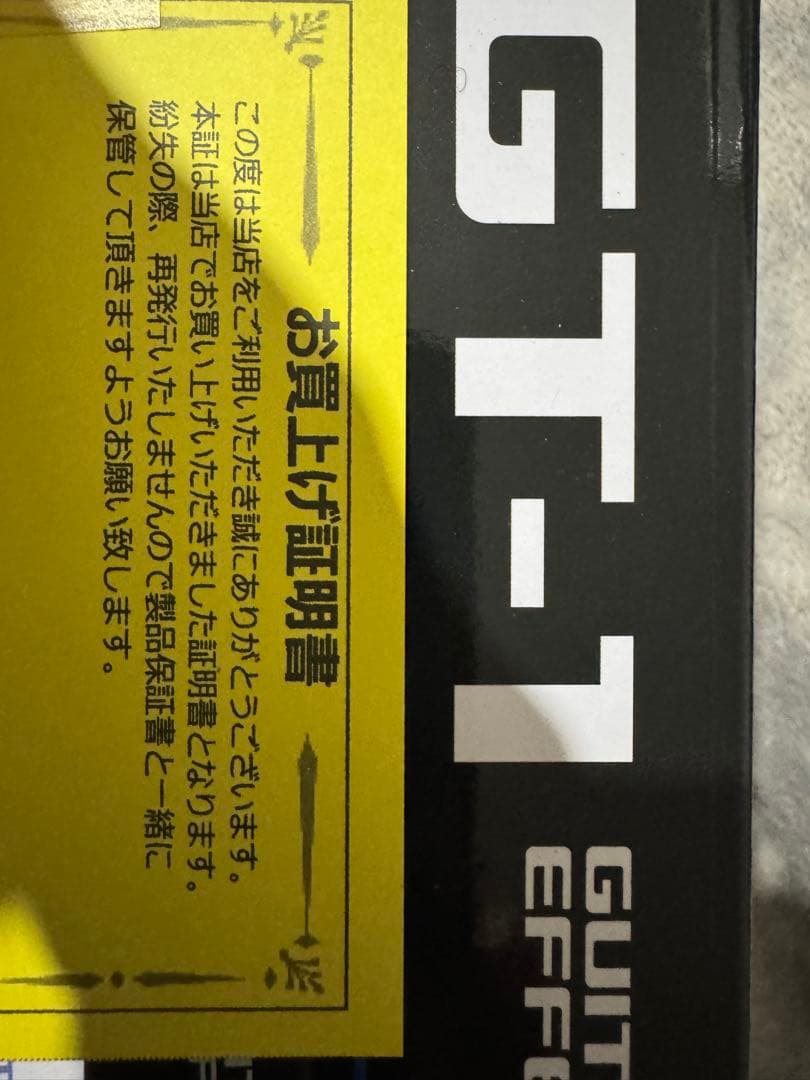 GT-1
GUIT
EFFE
お買上げ証明書
この度は当店をご利用いただき誠にありがとうございます。
本証は当店でお買い上げいただきました証明書となります。
紛失の際、再発行いたしませんので製品保証書と一緒に
保管して頂きますようお願い致します。